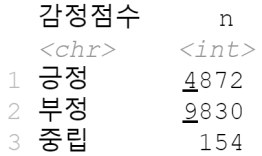 감정점수 n
<chr> <int>
1 긍정 4872
2 부정 9830
3 중립 154